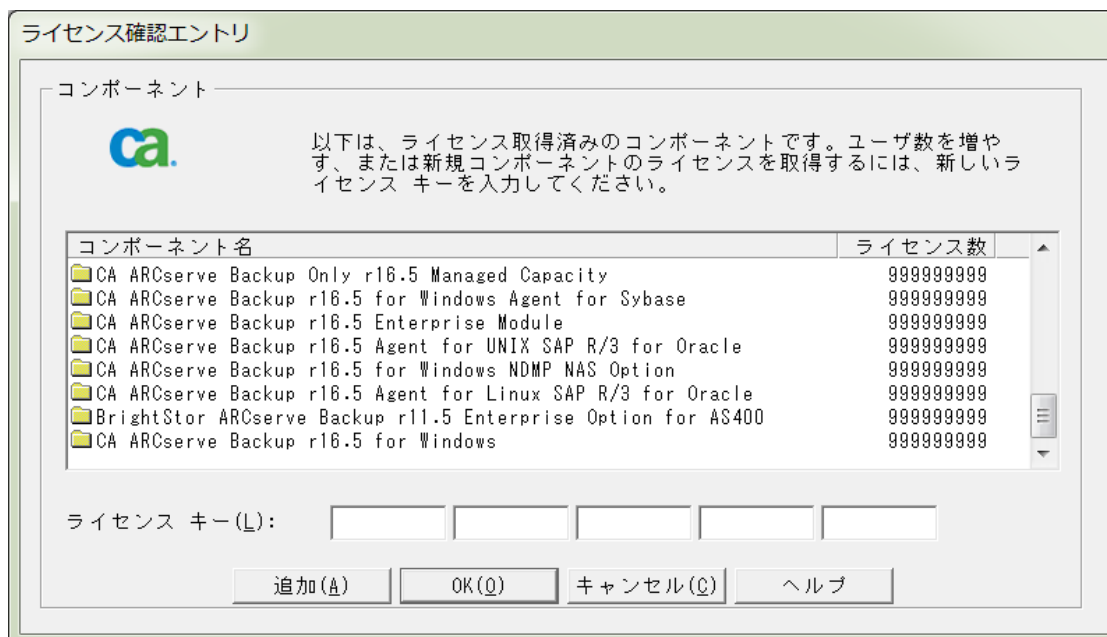 ライセンス確認エントリ
コンポーネント
ca.
以下は、ライセンス取得済みのコンポーネントです。ユーザ数を増や
す、または新規コンポーネントのライセンスを取得するには、新しいラ
イセンス キーを入力してください。
コンポーネント名 ライセンス数
CA ARCserve Backup Only r16.5 Managed Capacity 999999999
CA ARCserve Backup r16.5 for Windows Agent for Sybase 999999999
CA ARCserve Backup r16.5 Enterprise Module 999999999
CA ARCserve Backup r16.5 Agent for UNIX SAP R/3 for Oracle 999999999
CA ARCserve Backup r16.5 for Windows NDMP NAS Option 999999999
CA ARCserve Backup r16.5 Agent for Linux SAP R/3 for Oracle 999999999
BrightStor ARCserve Backup r11.5 Enterprise Option for AS400 999999999
CA ARCserve Backup r16.5 for Windows 999999999
ライセンス キー(L):
追加(A) OK(O) キャンセル(C) ヘルプ